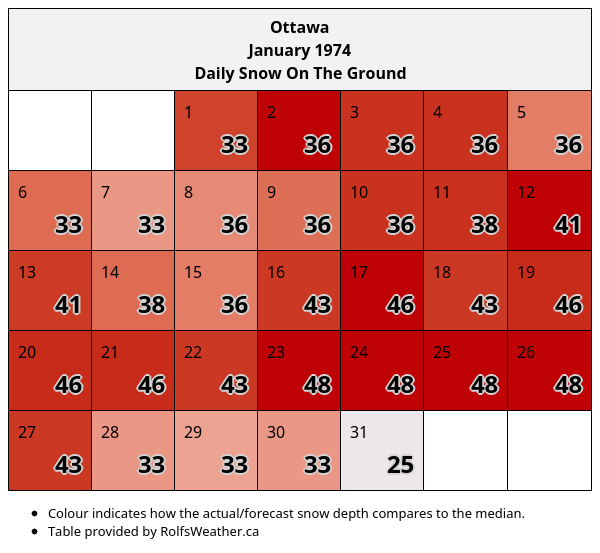 Ottawa
January 1974
Daily Snow On The Ground
1 2 3 4 5
33 36 36 36 36
6 7 8 9 10 11 12
33 33 36 36 36 38 41
13 14 15 16 17 18 19
41 38 36 43 46 43 46
20 21 22 23 24 25 26
46 46 43 48 48 48 48
27 28 29 30 31
43 33 33 33 25
• Colour indicates how the actual/forecast snow depth compares to the median.
• Table provided by RolfsWeather.ca